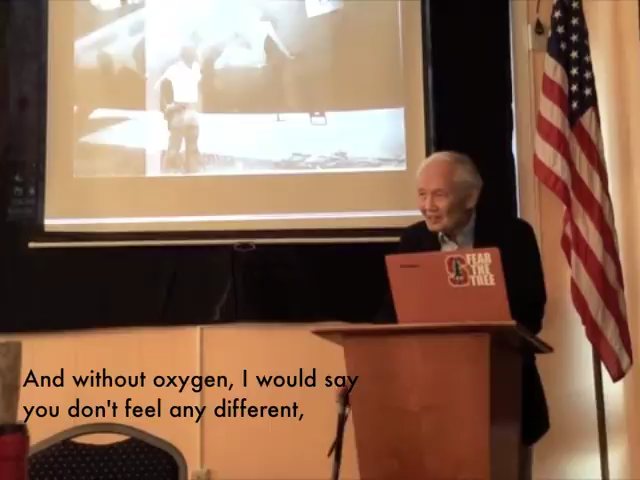 FEAR
THE
TREE
And without oxygen, I would say
you don't feel any different,